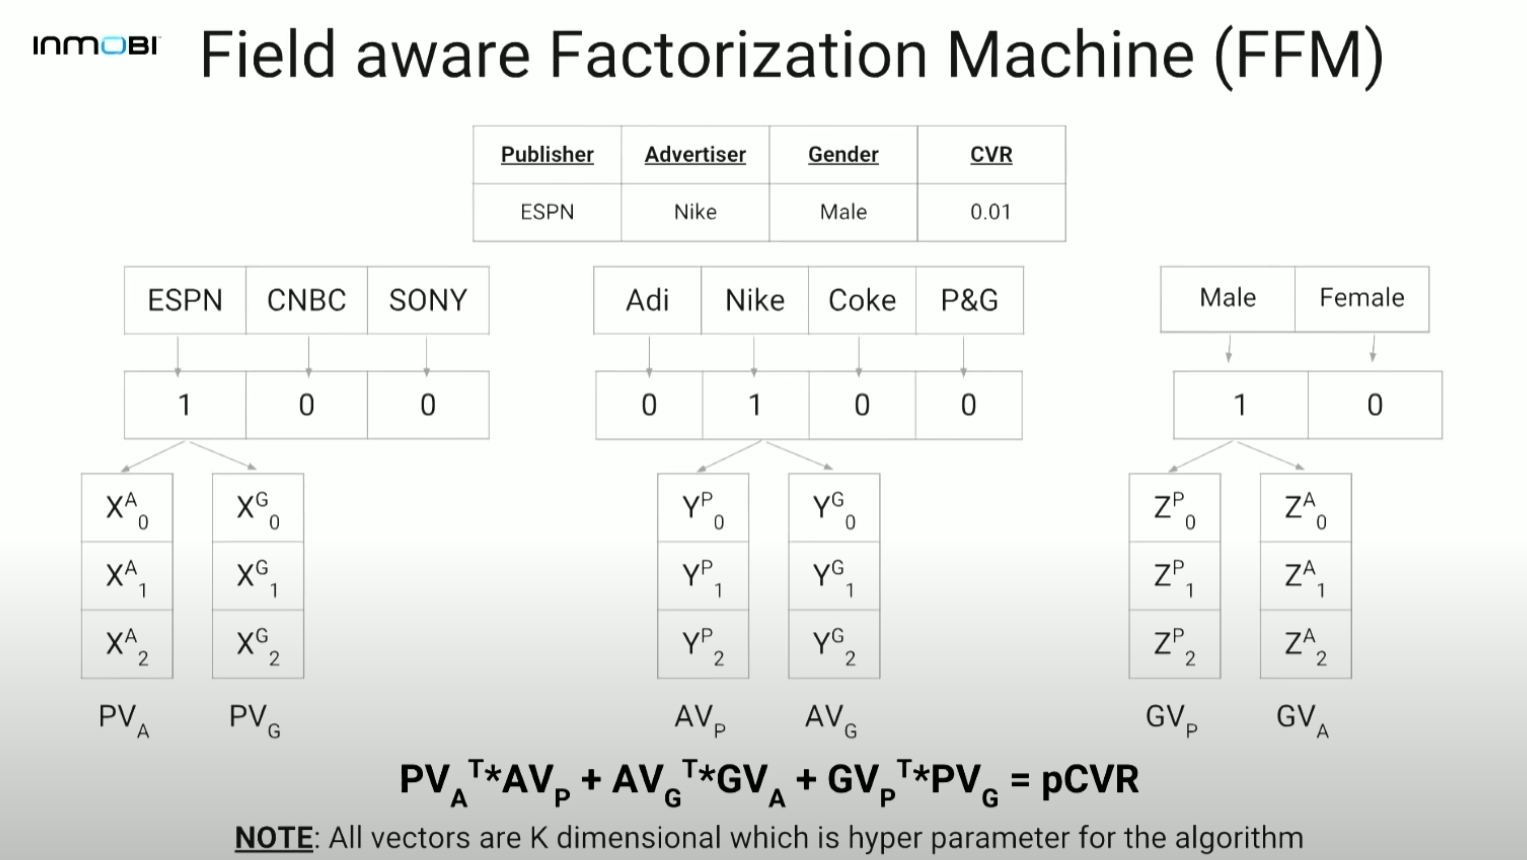 INMOBI
Field aware Factorization Machine (FFM)
Publisher Advertiser Gender CVR
ESPN Nike Male 0.01
ESPN CNBC SONY Adi Nike Coke P&G Male Female
1 0 0 0 1 0 0 1 0
X^A_0 X^G_0 Y^P_0 Y^G_0 Z^P_0 Z^A_0
X^A_1 X^G_1 Y^P_1 Y^G_1 Z^P_1 Z^A_1
X^A_2 X^G_2 Y^P_2 Y^G_2 Z^P_2 Z^A_2
PV_A PV_G AV_P AV_G GV_P GV_A
PV_A^T*AV_P + AV_G^T*GV_A + GV_P^T*PV_G = pCVR
NOTE: All vectors are K dimensional which is hyper parameter for the algorithm